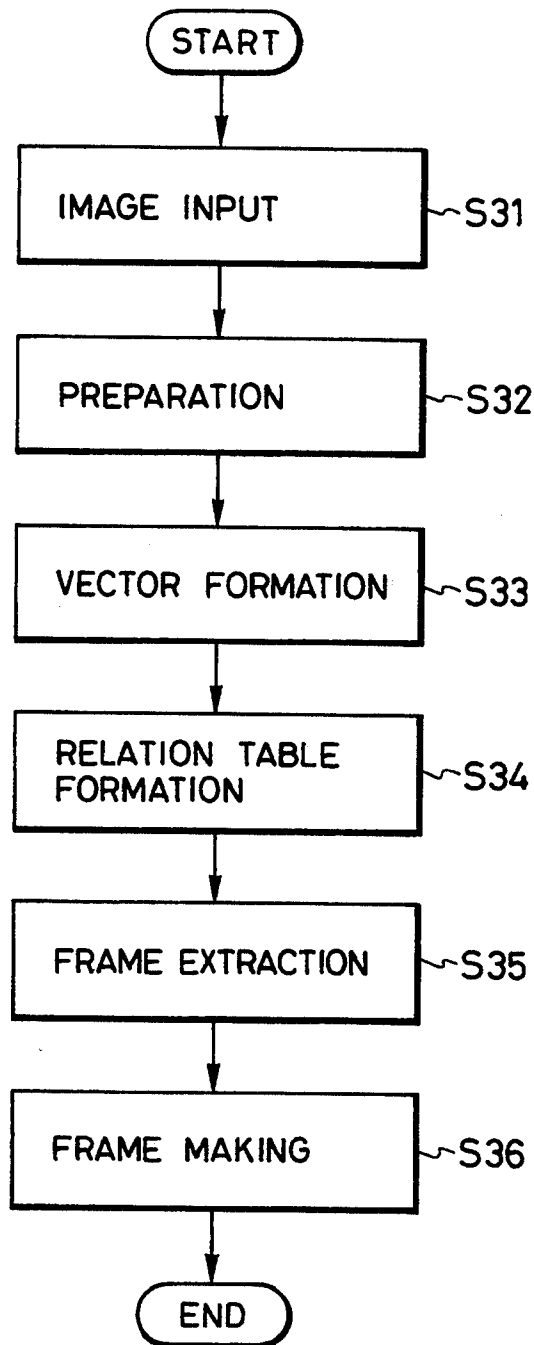 START
IMAGE INPUT
S31
PREPARATION
S32
VECTOR FORMATION
S33
RELATION TABLE
FORMATION
S34
FRAME EXTRACTION
S35
FRAME MAKING
S36
END